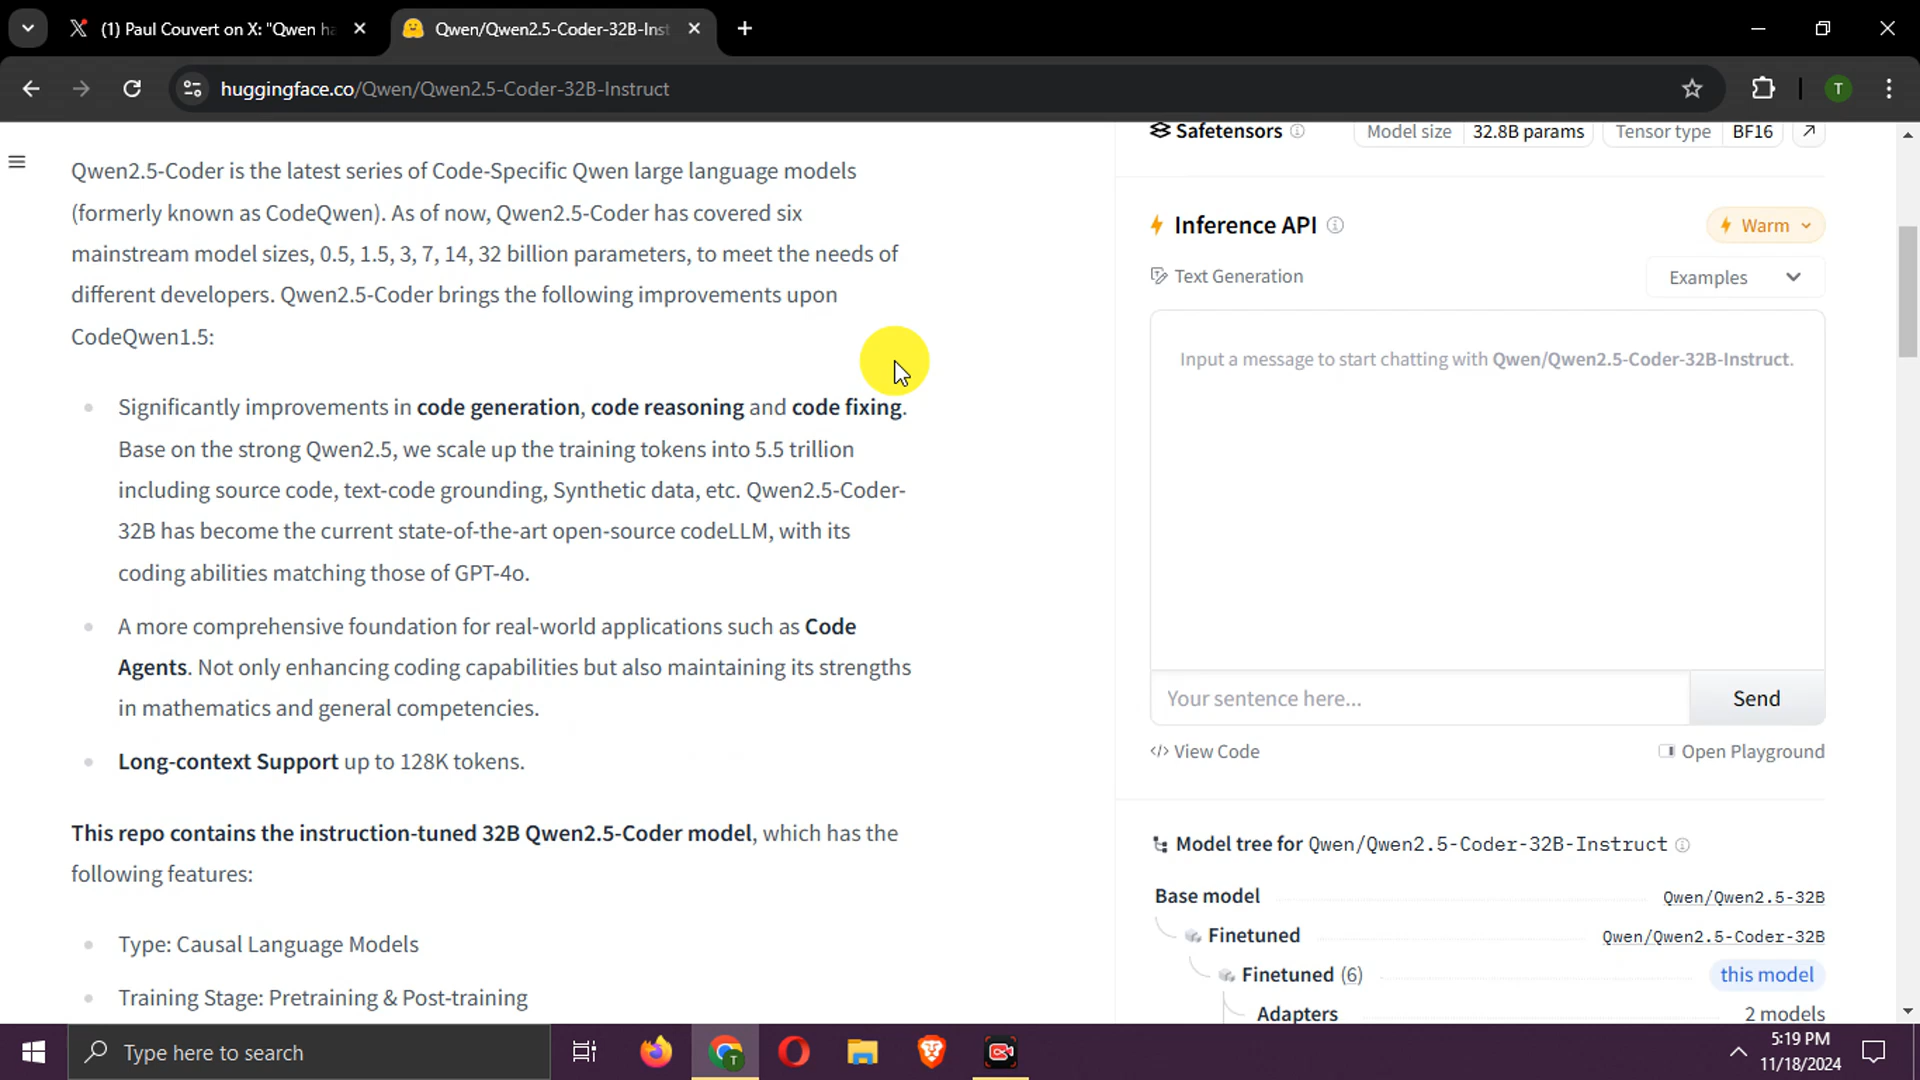 (1) Paul Couvert on X: "Qwen ha
Qwen/Qwen2.5-Coder-32B-Inst
huggingface.co/Qwen/Qwen2.5-Coder-32B-Instruct
T
Qwen2.5-Coder is the latest series of Code-Specific Qwen large language models
(formerly known as CodeQwen). As of now, Qwen2.5-Coder has covered six
mainstream model sizes, 0.5, 1.5, 3, 7, 14, 32 billion parameters, to meet the needs of
different developers. Qwen2.5-Coder brings the following improvements upon
CodeQwen1.5:
Significantly improvements in code generation, code reasoning and code fixing.
Base on the strong Qwen2.5, we scale up the training tokens into 5.5 trillion
including source code, text-code grounding, Synthetic data, etc. Qwen2.5-Coder-
32B has become the current state-of-the-art open-source codeLLM, with its
coding abilities matching those of GPT-4o.
A more comprehensive foundation for real-world applications such as Code
Agents. Not only enhancing coding capabilities but also maintaining its strengths
in mathematics and general competencies.
Long-context Support up to 128K tokens.
This repo contains the instruction-tuned 32B Qwen2.5-Coder model, which has the
following features:
Type: Causal Language Models
Training Stage: Pretraining & Post-training
Safetensors Model size 32.8B params Tensor type BF16
Inference API Warm
Text Generation Examples
Input a message to start chatting with Qwen/Qwen2.5-Coder-32B-Instruct.
Your sentence here... Send
</> View Code Open Playground
Model tree for Qwen/Qwen2.5-Coder-32B-Instruct
Base model Qwen/Qwen2.5-32B
Finetuned Qwen/Qwen2.5-Coder-32B
Finetuned (6) this model
Adapters 2 models
Type here to search
T
5:19 PM
11/18/2024